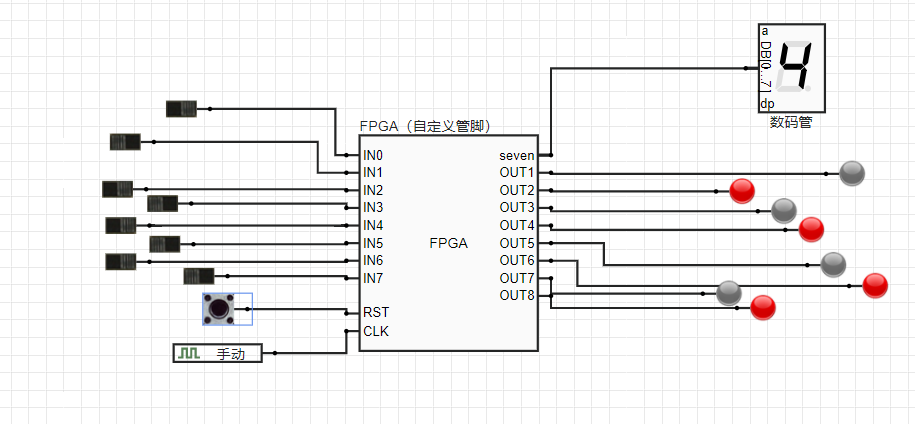 a
DB[0...7]
dp
数码管
FPGA（自定义管脚）
IN0
IN1
IN2
IN3
IN4
IN5
IN6
IN7
RST
CLK
FPGA
seven
OUT1
OUT2
OUT3
OUT4
OUT5
OUT6
OUT7
OUT8
手动